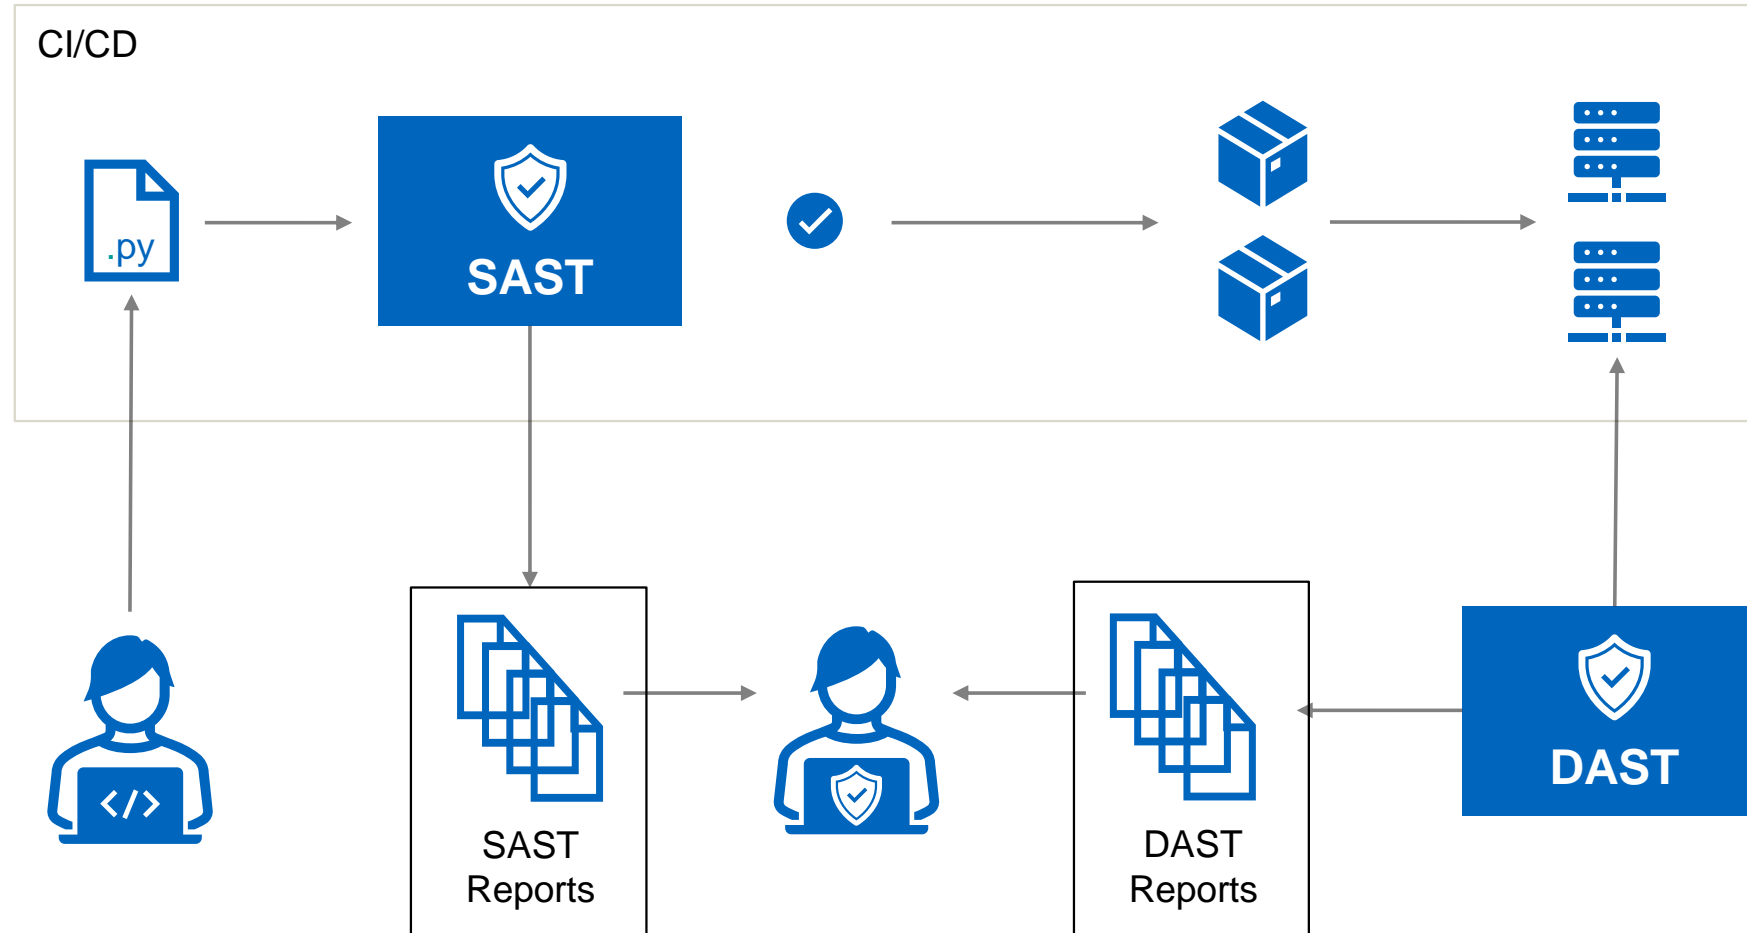 CI/CD
.py
SAST
</>
SAST
Reports
DAST
Reports
DAST